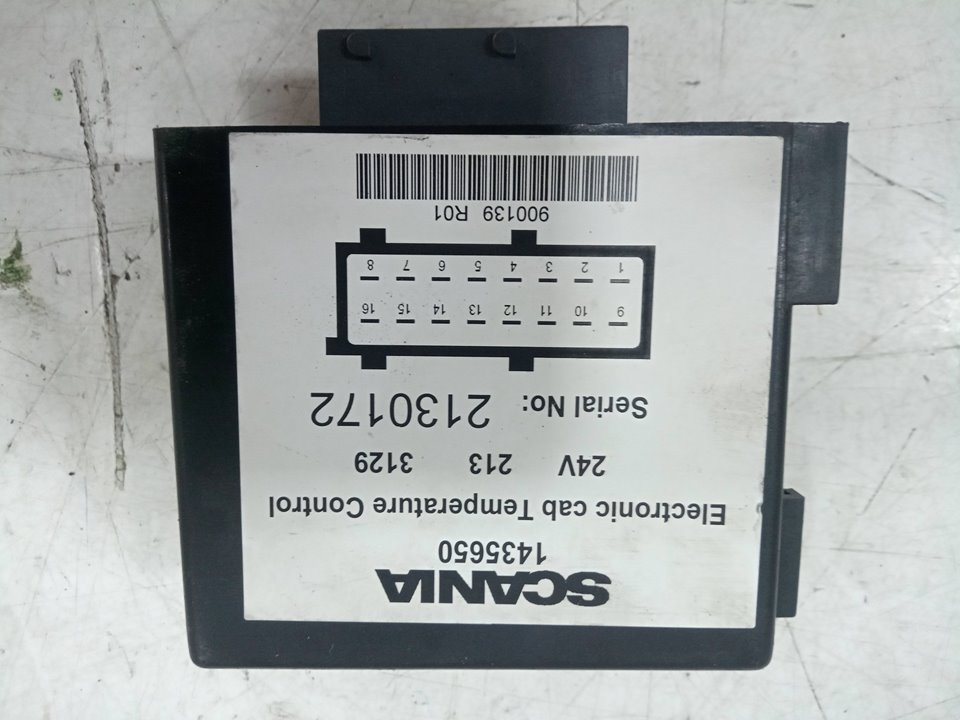 SCANIA
1435650
Electronic cab Temperature Control
24V 213 3129
Serial No: 2130172
9 10 11 12 13 14 15 16
1 2 3 4 5 6 7 8
900139 R01